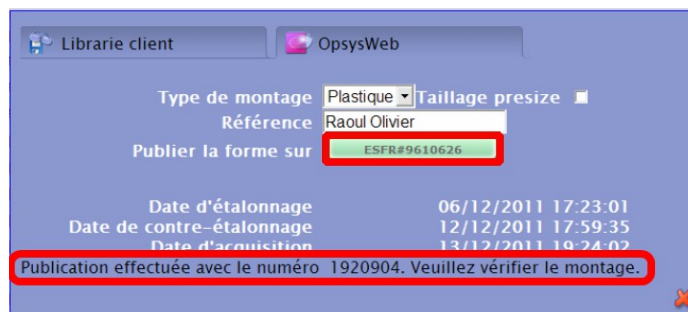 Librarie client OpsysWeb
Type de montage Plastique Taillage presize
Référence Raoul Olivier
Publier la forme sur ESFR#9610626
Date d'étalonnage 06/12/2011 17:23:01
Date de contre-étalonnage 12/12/2011 17:59:35
Date d'acquisition 13/12/2011 19:24:02
Publication effectuée avec le numéro 1920904. Veuillez vérifier le montage.